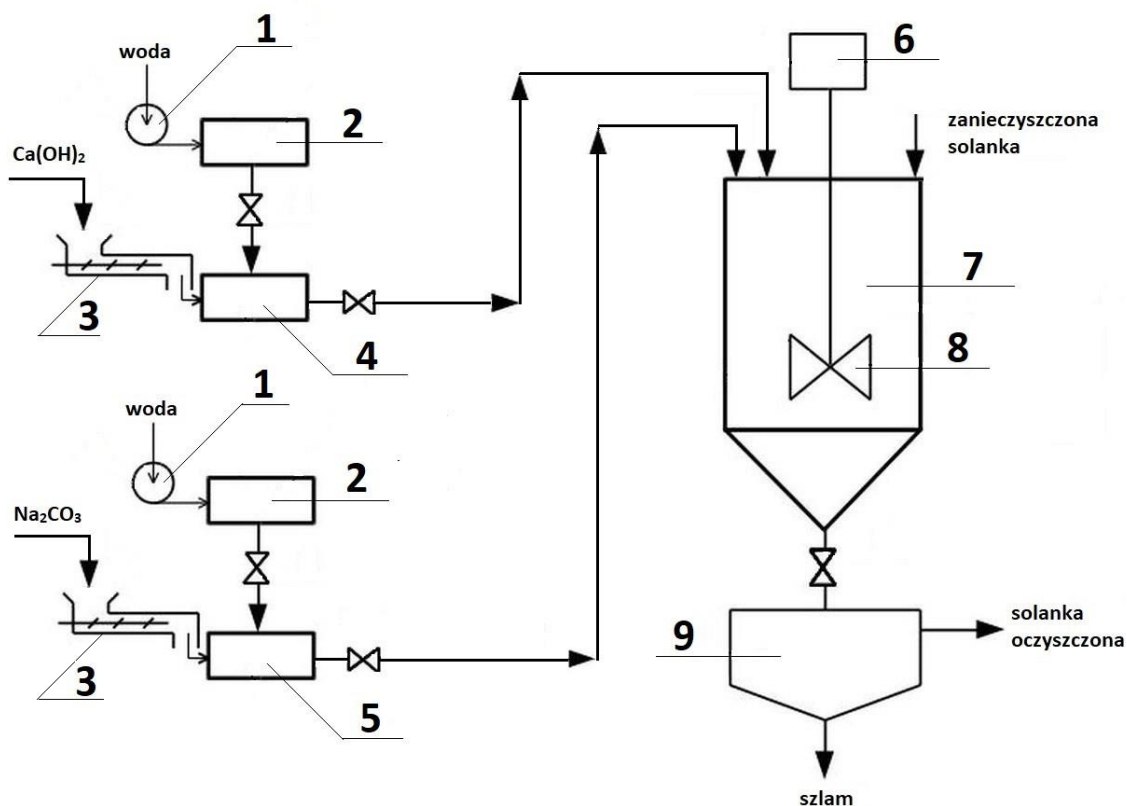 1
6
woda
2
zanieczyszczona
solanka
Ca(OH)₂
7
3
4
8
1
woda
2
Na₂CO₃
solanka
oczyszczona
9
3
5
szlam